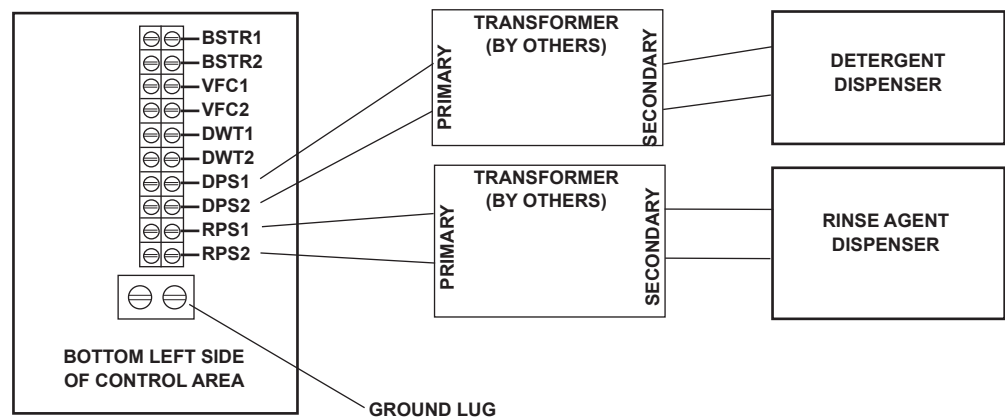 BSTR1
BSTR2
VFC1
VFC2
DWT1
DWT2
DPS1
DPS2
RPS1
RPS2
BOTTOM LEFT SIDE
OF CONTROL AREA
GROUND LUG
TRANSFORMER
(BY OTHERS)
PRIMARY
SECONDARY
DETERGENT
DISPENSER
TRANSFORMER
(BY OTHERS)
PRIMARY
SECONDARY
RINSE AGENT
DISPENSER